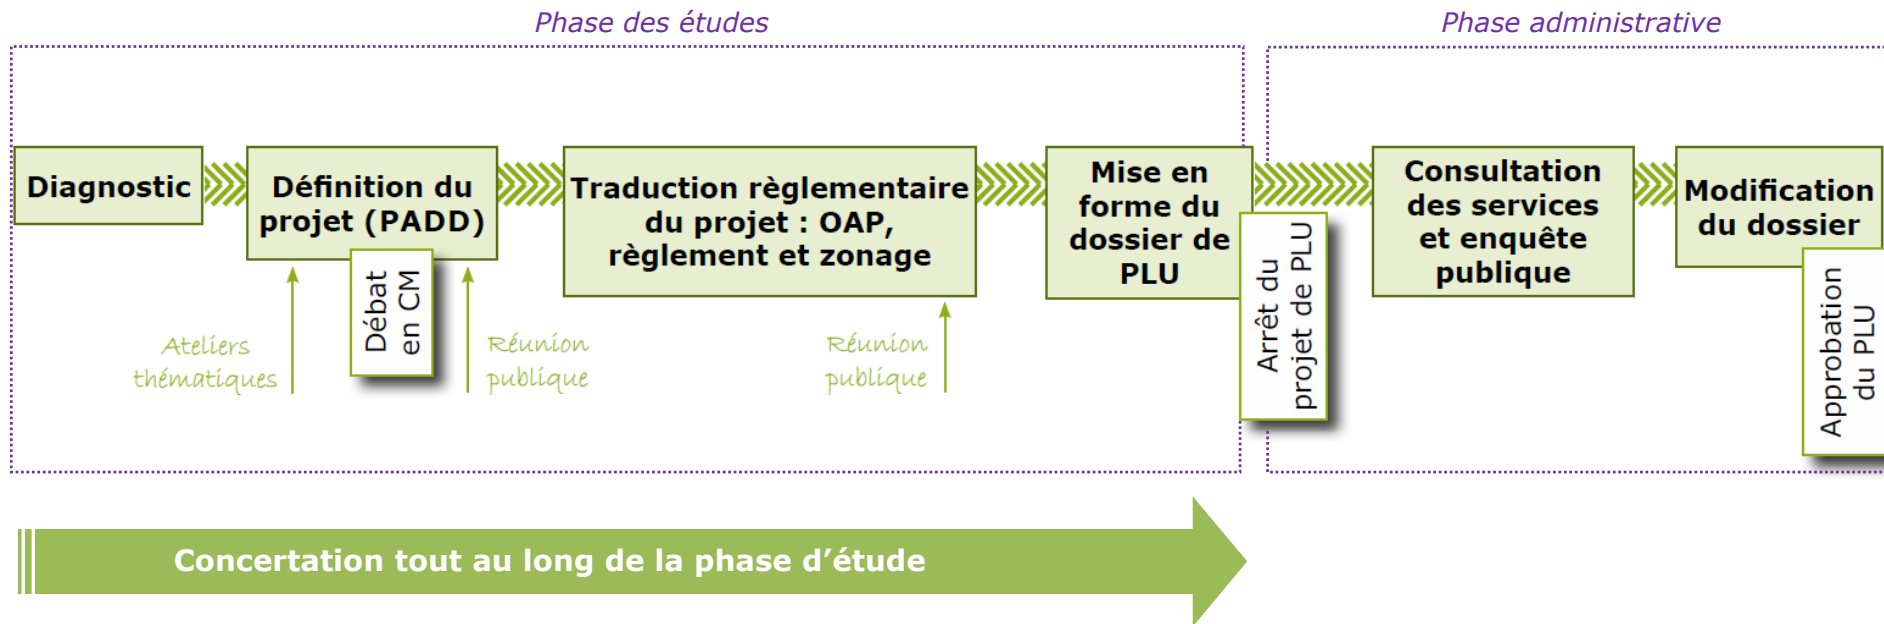 Phase des études
Phase administrative
Diagnostic
Définition du
projet (PADD)
Traduction règlementaire
du projet : OAP,
règlement et zonage
Mise en
forme du
dossier de
PLU
Consultation
des services
et enquête
publique
Modification
du dossier
Débat
en CM
Arrêt du
projet de PLU
Approbation
du PLU
Ateliers
thématiques
Réunion
publique
Réunion
publique
Concertation tout au long de la phase d’étude